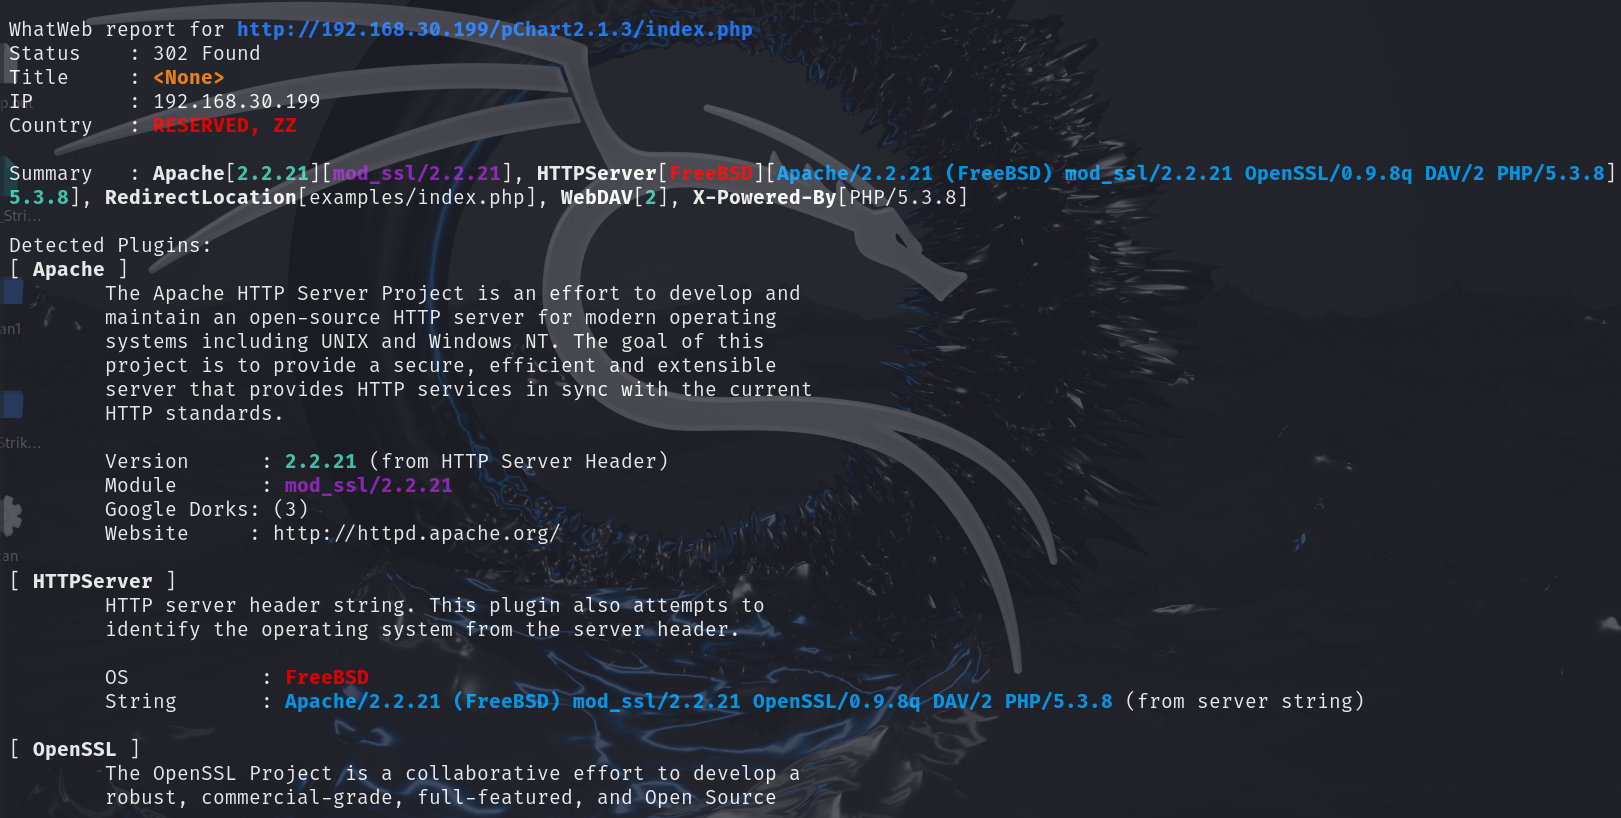 WhatWeb report for http://192.168.30.199/pChart2.1.3/index.php
Status    : 302 Found
Title     : <None>
IP        : 192.168.30.199
Country   : RESERVED, ZZ
Summary   : Apache[2.2.21][mod_ssl/2.2.21], HTTPServer[FreeBSD][Apache/2.2.21 (FreeBSD) mod_ssl/2.2.21 OpenSSL/0.9.8q DAV/2 PHP/5.3.8]
5.3.8], RedirectLocation[examples/index.php], WebDAV[2], X-Powered-By[PHP/5.3.8]
Stri...
Detected Plugins:
[ Apache ]
The Apache HTTP Server Project is an effort to develop and
maintain an open-source HTTP server for modern operating
an1
systems including UNIX and Windows NT. The goal of this
project is to provide a secure, efficient and extensible
server that provides HTTP services in sync with the current
HTTP standards.
Strik...
Version      : 2.2.21 (from HTTP Server Header)
Module       : mod_ssl/2.2.21
Google Dorks: (3)
Website     : http://httpd.apache.org/
an
[ HTTPServer ]
HTTP server header string. This plugin also attempts to
identify the operating system from the server header.
OS           : FreeBSD
String       : Apache/2.2.21 (FreeBSD) mod_ssl/2.2.21 OpenSSL/0.9.8q DAV/2 PHP/5.3.8 (from server string)
[ OpenSSL ]
The OpenSSL Project is a collaborative effort to develop a
robust, commercial-grade, full-featured, and Open Source